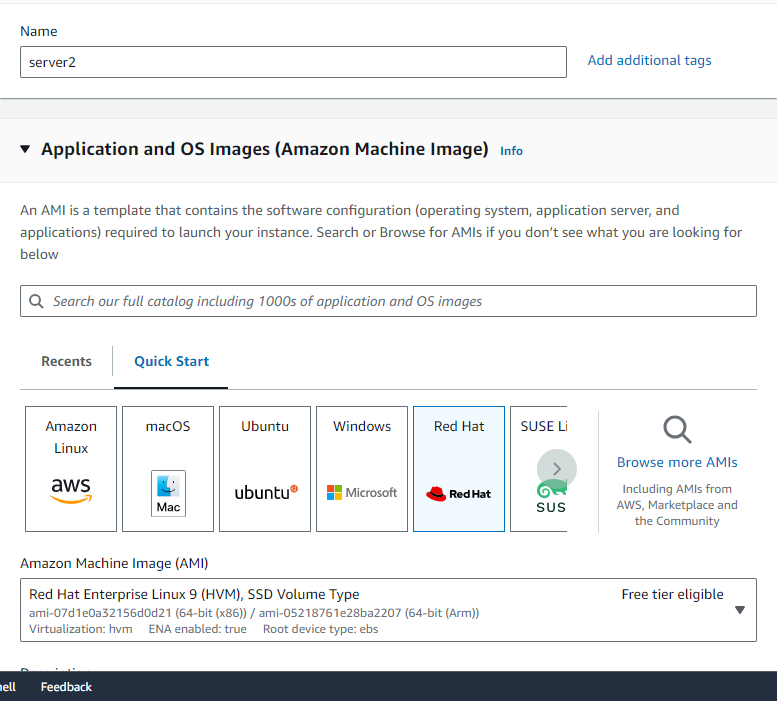 Name
server2
Add additional tags
Application and OS Images (Amazon Machine Image) Info
An AMI is a template that contains the software configuration (operating system, application server, and
applications) required to launch your instance. Search or Browse for AMIs if you don’t see what you are looking for
below
Search our full catalog including 1000s of application and OS images
Recents
Quick Start
Amazon
Linux
aws
macOS
Mac
Ubuntu
ubuntu
Windows
Microsoft
Red Hat
Red Hat
SUSE Li
SUS
Browse more AMIs
Including AMIs from
AWS, Marketplace and
the Community
Amazon Machine Image (AMI)
Red Hat Enterprise Linux 9 (HVM), SSD Volume Type
Free tier eligible
ami-07d1e0a32156d0d21 (64-bit (x86)) / ami-05218761e28ba2207 (64-bit (Arm))
Virtualization: hvm ENA enabled: true Root device type: ebs
Feedback